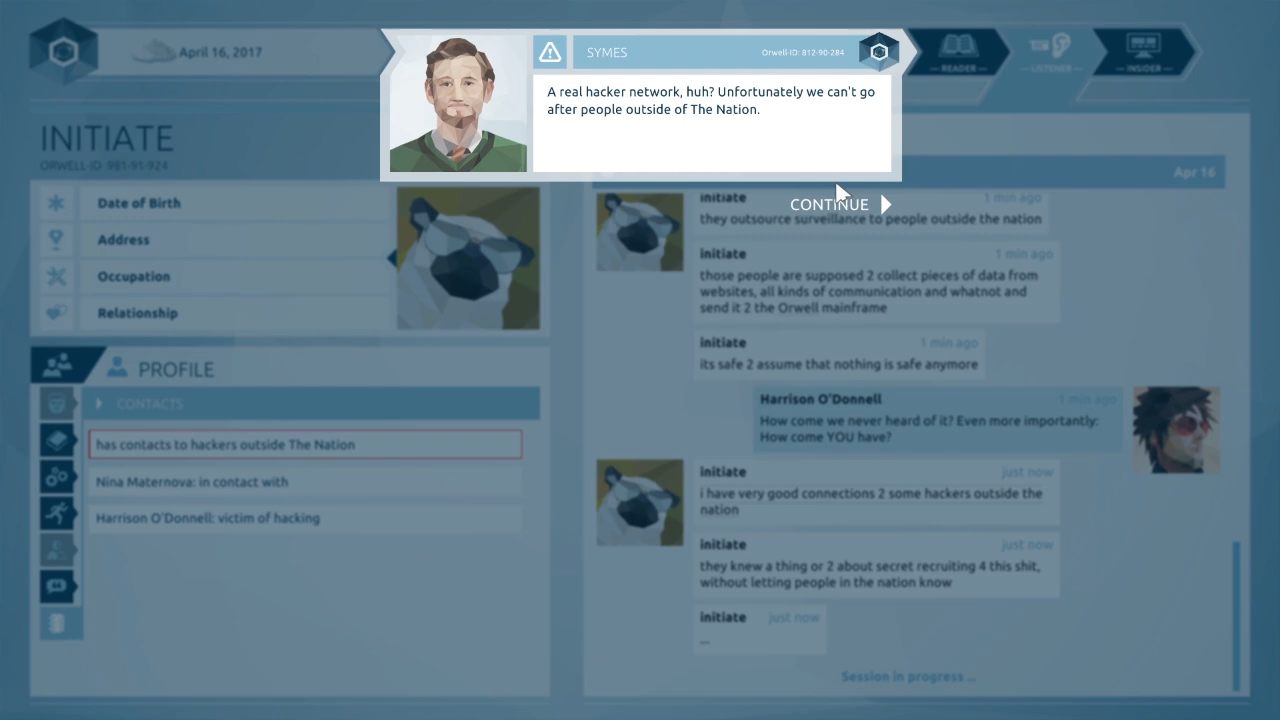 April 16, 2017
SYMES
Orwell-ID: 812-90-284
A real hacker network, huh? Unfortunately we can't go
after people outside of The Nation.
CONTINUE
READER
LISTENER
INSIDER
INITIATE
ORWELL-ID: 981-91-924
Date of Birth
Address
Occupation
Relationship
PROFILE
CONTACTS
has contacts to hackers outside The Nation
Nina Maternova: in contact with
Harrison O'Donnell: victim of hacking
Apr 16
initiate 1 min ago
they outsource surveillance to people outside the nation
initiate 1 min ago
those people are supposed 2 collect pieces of data from
websites, all kinds of communication and whatnot and
send it 2 the Orwell mainframe
initiate 1 min ago
its safe 2 assume that nothing is safe anymore
Harrison O'Donnell 1 min ago
How come we never heard of it? Even more importantly:
How come YOU have?
initiate just now
i have very good connections 2 some hackers outside the
nation
initiate just now
they knew a thing or 2 about secret recruiting 4 this shit,
without letting people in the nation know
initiate just now
...
Session in progress ...